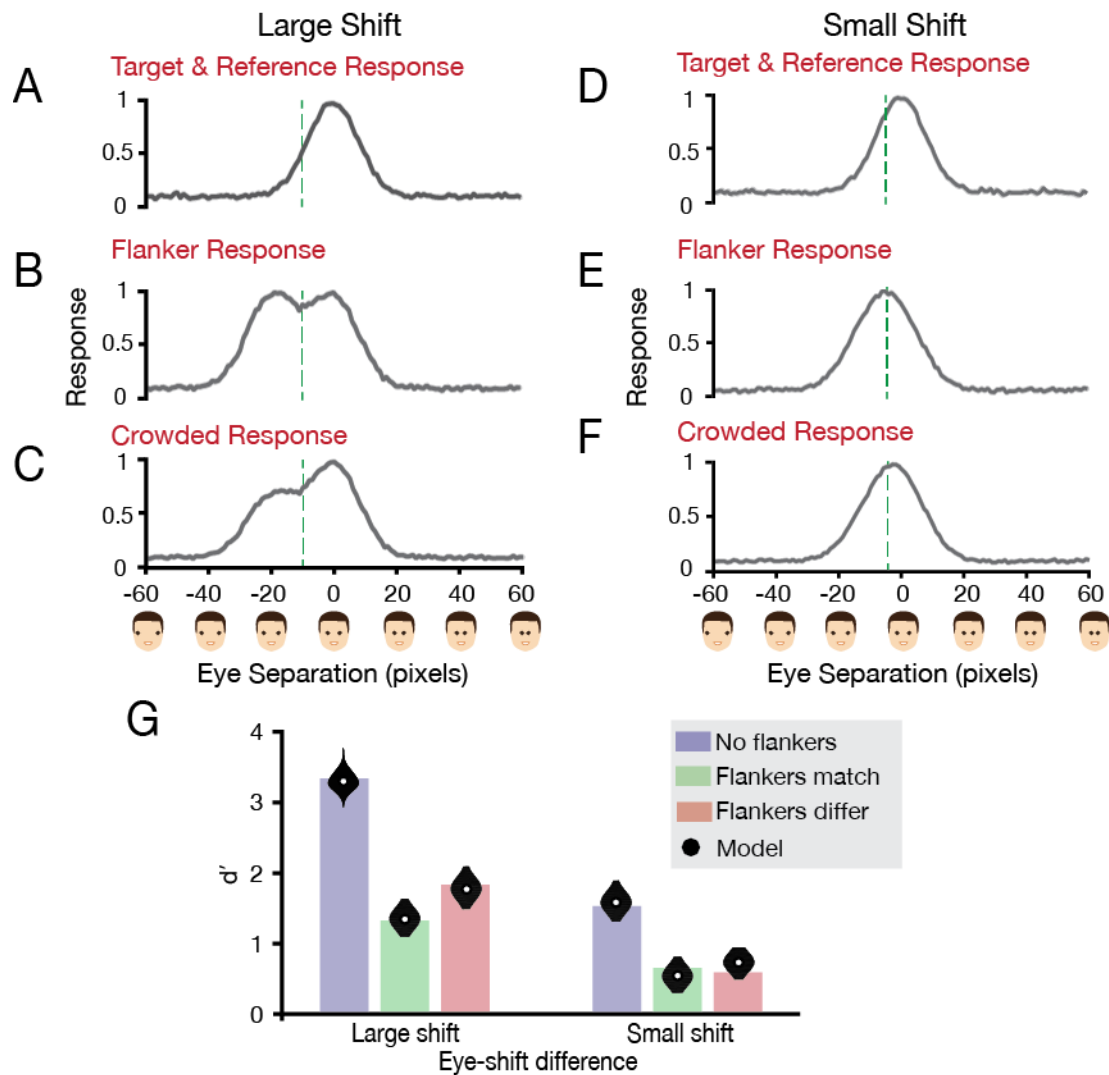 Large Shift
Small Shift
A
Target & Reference Response
1
0.5
0
B
Flanker Response
1
0.5
0
Response
C
Crowded Response
1
0.5
0
-60 -40 -20 0 20 40 60
Eye Separation (pixels)
D
Target & Reference Response
1
0.5
0
E
Flanker Response
1
0.5
0
Response
F
Crowded Response
1
0.5
0
-60 -40 -20 0 20 40 60
Eye Separation (pixels)
G
4
3
2
1
0
d'
Large shift
Small shift
Eye-shift difference
No flankers
Flankers match
Flankers differ
Model